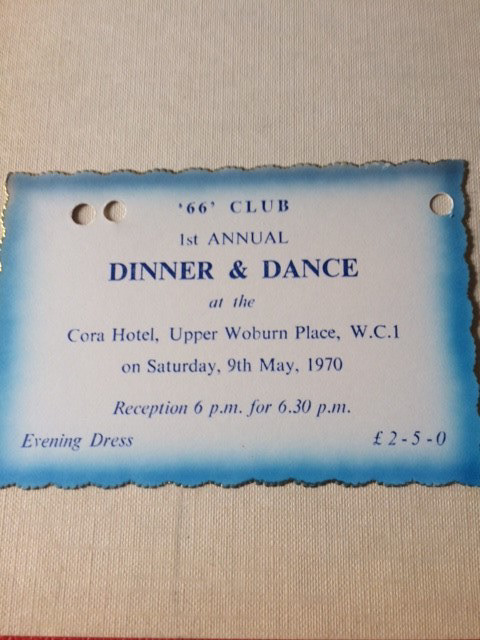 '66' CLUB
1st ANNUAL
DINNER & DANCE
at the
Cora Hotel, Upper Woburn Place, W.C.1
on Saturday, 9th May, 1970
Reception 6 p.m. for 6.30 p.m.
Evening Dress £2-5-0